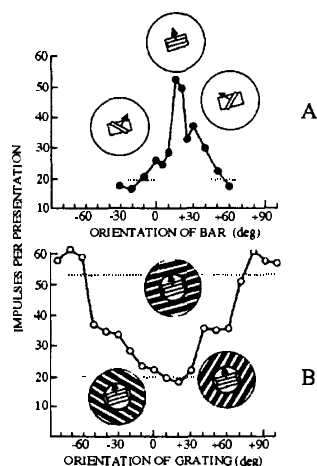 60
50
40
30
20
10
A
-60 -30 0 +30 +60 +90
ORIENTATION OF BAR (deg)
IMPULSES PER PRESENTATION
60
50
40
30
20
10
B
-60 -30 0 +30 +60 +90
ORIENTATION OF GRATING (deg)